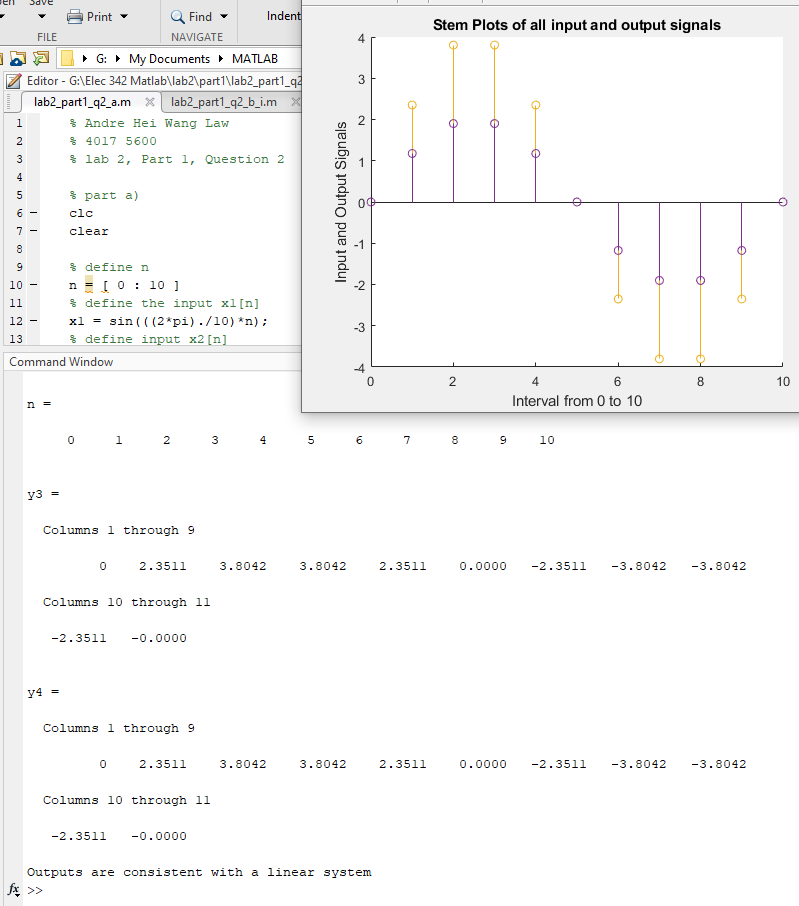 Save
Print
Find
Indent
FILE
NAVIGATE
G: My Documents MATLAB
Editor - G:\Elec 342 Matlab\lab2\part1\lab2_part1_q2
lab2_part1_q2_a.m lab2_part1_q2_b_i.m
1 % Andre Hei Wang Law
2 % 4017 5600
3 % lab 2, Part 1, Question 2
4
5 % part a)
6 clc
7 clear
8
9 % define n
10 n = [ 0 : 10 ]
11 % define the input x1[n]
12 x1 = sin(((2*pi)./10)*n);
13 % define input x2[n]
Stem Plots of all input and output signals
Input and Output Signals
4
3
2
1
0
-1
-2
-3
-4
0 2 4 6 8 10
Interval from 0 to 10
Command Window
n =
0 1 2 3 4 5 6 7 8 9 10
y3 =
Columns 1 through 9
0 2.3511 3.8042 3.8042 2.3511 0.0000 -2.3511 -3.8042 -3.8042
Columns 10 through 11
-2.3511 -0.0000
y4 =
Columns 1 through 9
0 2.3511 3.8042 3.8042 2.3511 0.0000 -2.3511 -3.8042 -3.8042
Columns 10 through 11
-2.3511 -0.0000
Outputs are consistent with a linear system
fx >>